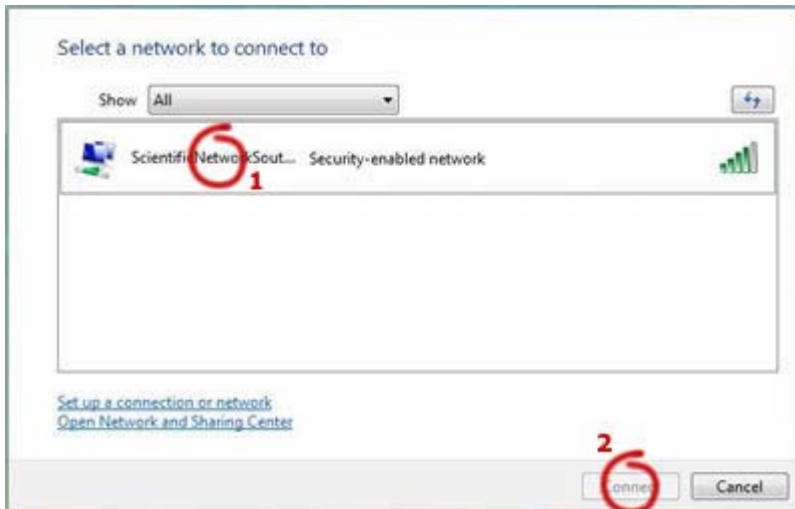 Select a network to connect to
Show All
ScientificNetworkSout... Security-enabled network
1
Set up a connection or network
Open Network and Sharing Center
2
Connect Cancel